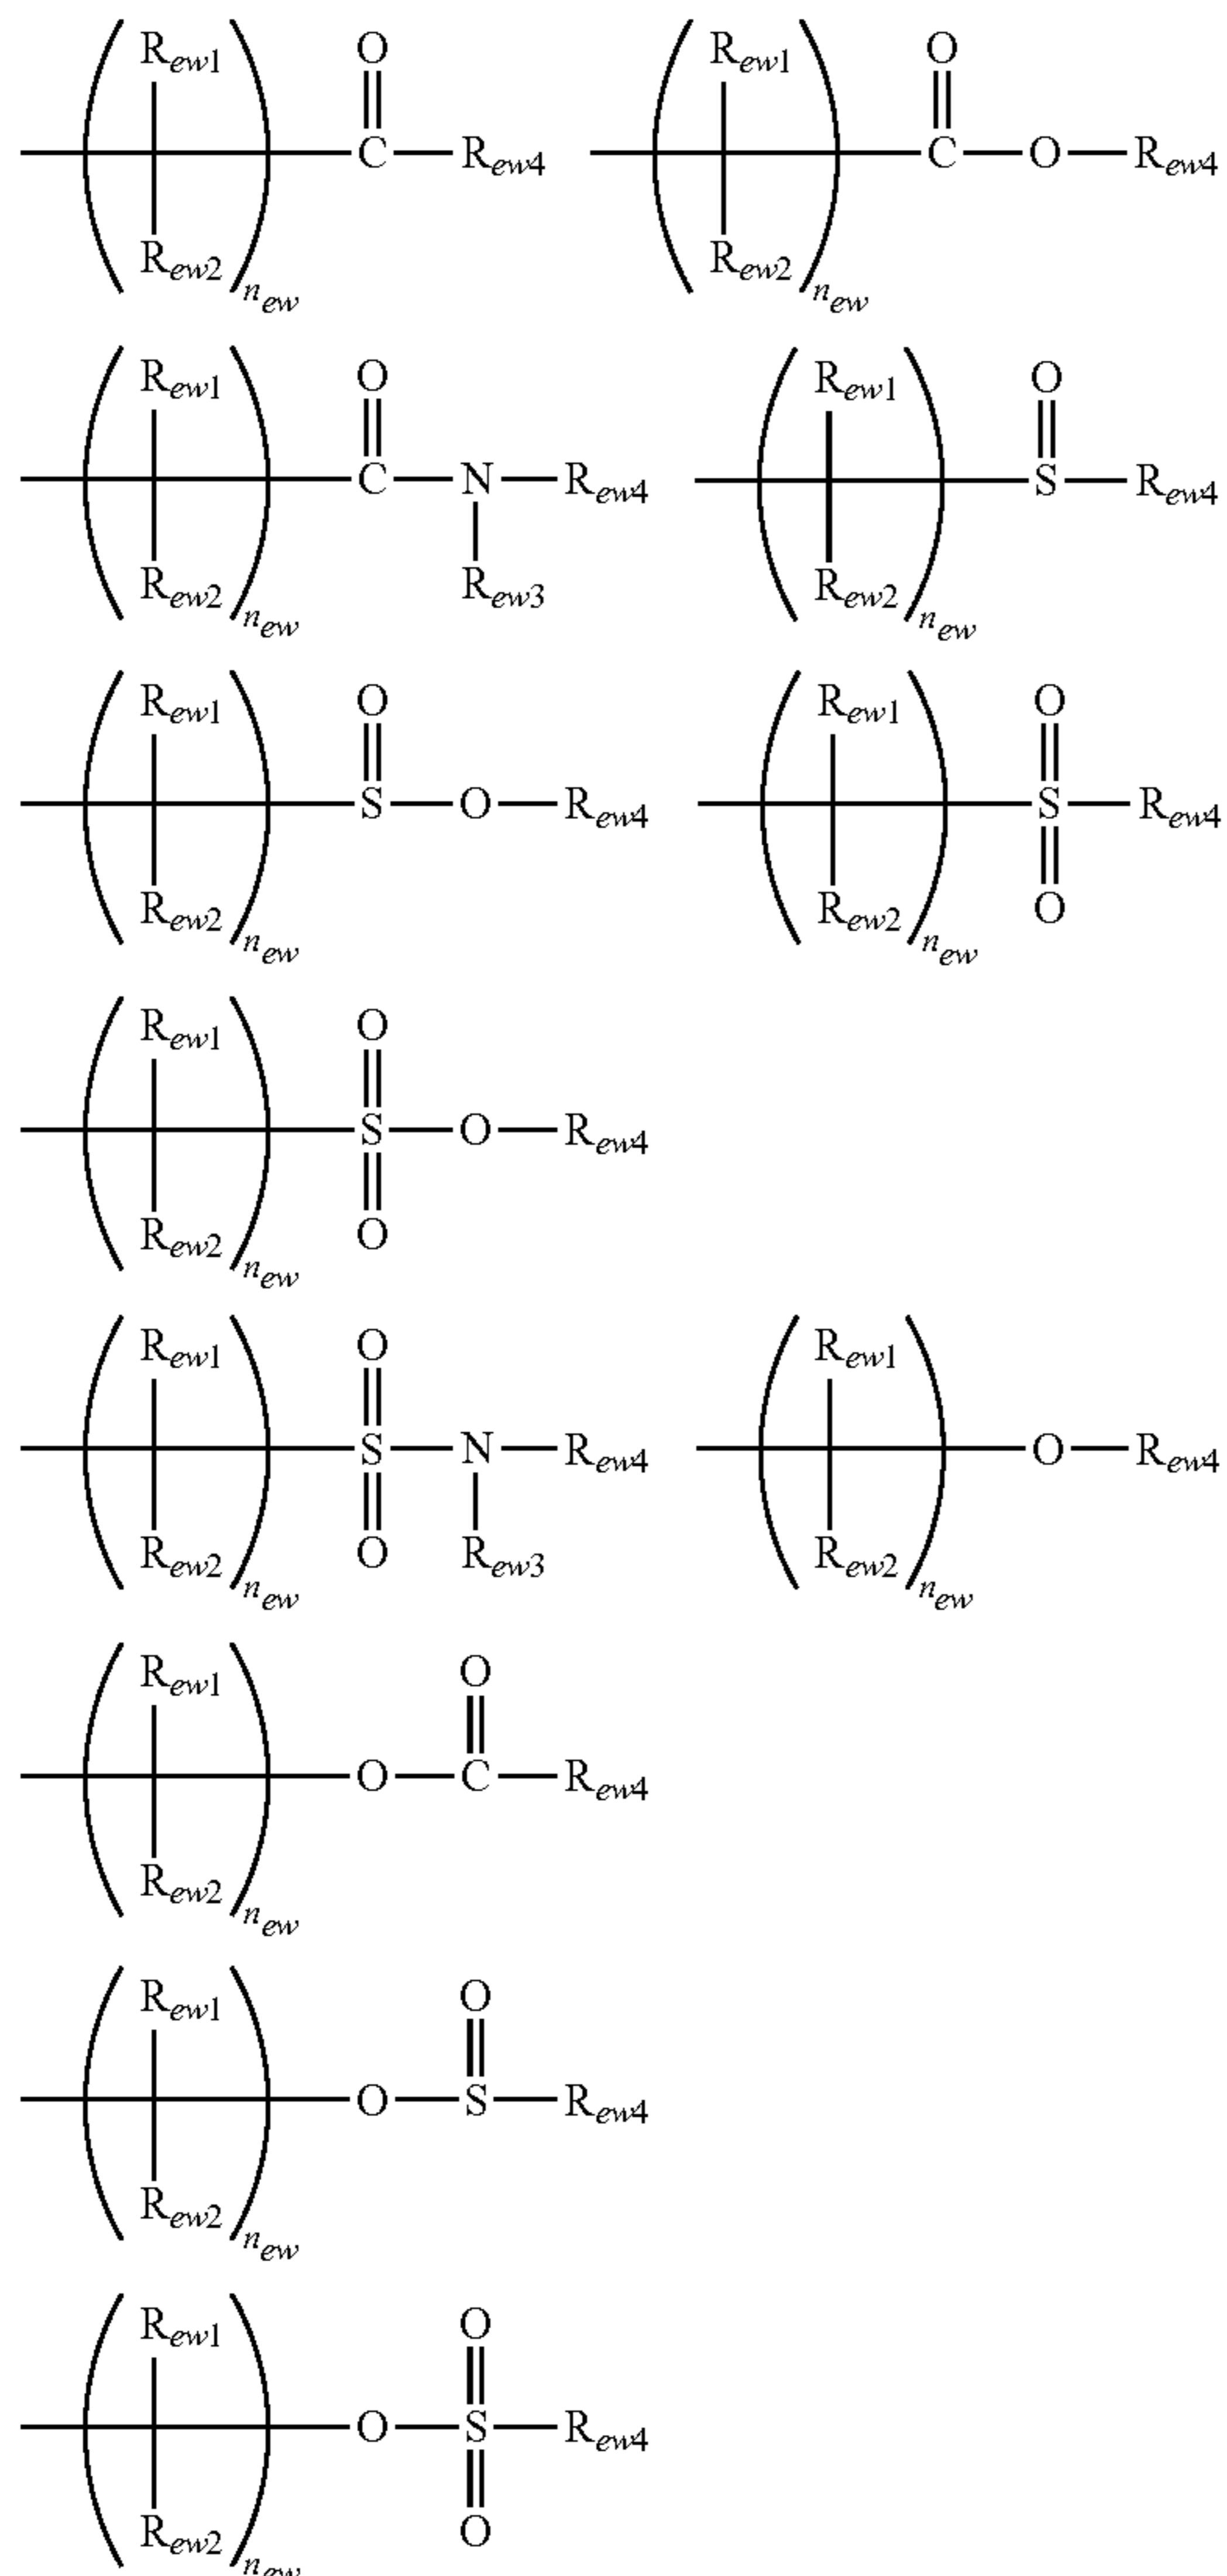 R_ew1 O R_ew1 O
C R_ew4 C O R_ew4
R_ew2 n_ew R_ew2 n_ew
R_ew1 O R_ew1 O
C N R_ew4 S R_ew4
R_ew2 n_ew R_ew3 R_ew2 n_ew
R_ew1 O R_ew1 O
S O R_ew4 S R_ew4
R_ew2 n_ew R_ew2 n_ew O
R_ew1 O
S O R_ew4
R_ew2 n_ew O
R_ew1 O R_ew1
S N R_ew4 O R_ew4
R_ew2 n_ew O R_ew3 R_ew2 n_ew
R_ew1 O
O C R_ew4
R_ew2 n_ew
R_ew1 O
O S R_ew4
R_ew2 n_ew
R_ew1 O
O S R_ew4
R_ew2 n_ew O